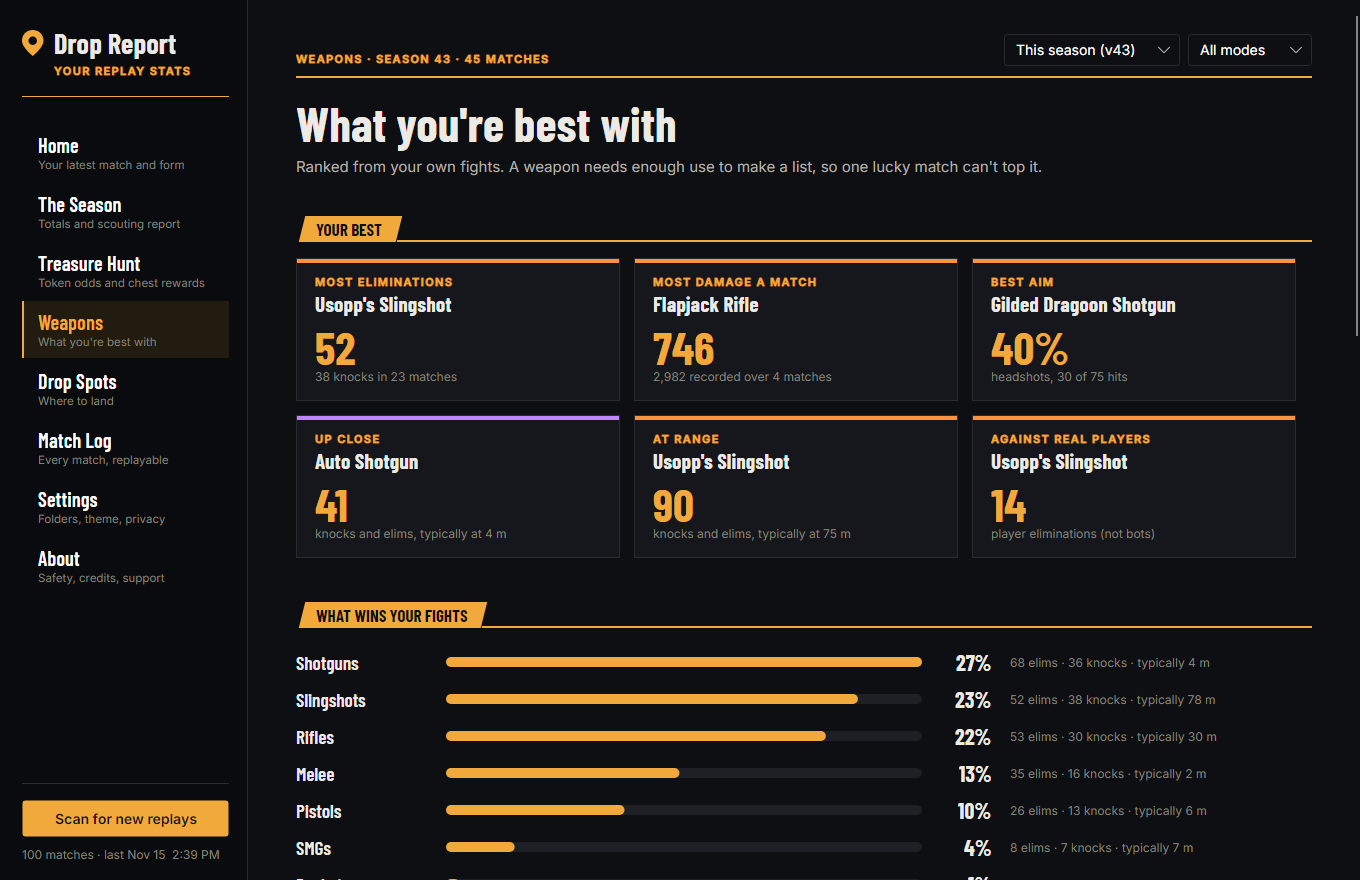 Drop Report
YOUR REPLAY STATS
Home
Your latest match and form
The Season
Totals and scouting report
Treasure Hunt
Token odds and chest rewards
Weapons
What you're best with
Drop Spots
Where to land
Match Log
Every match, replayable
Settings
Folders, theme, privacy
About
Safety, credits, support
Scan for new replays
100 matches · last Nov 15 2:39 PM
WEAPONS · SEASON 43 · 45 MATCHES
This season (v43)
All modes
What you're best with
Ranked from your own fights. A weapon needs enough use to make a list, so one lucky match can't top it.
YOUR BEST
MOST ELIMINATIONS
Usopp's Slingshot
52
38 knocks in 23 matches
MOST DAMAGE A MATCH
Flapjack Rifle
746
2,982 recorded over 4 matches
BEST AIM
Gilded Dragoon Shotgun
40%
headshots, 30 of 75 hits
UP CLOSE
Auto Shotgun
41
knocks and elims, typically at 4 m
AT RANGE
Usopp's Slingshot
90
knocks and elims, typically at 75 m
AGAINST REAL PLAYERS
Usopp's Slingshot
14
player eliminations (not bots)
WHAT WINS YOUR FIGHTS
Shotguns 27% 68 elims · 36 knocks · typically 4 m
Slingshots 23% 52 elims · 38 knocks · typically 78 m
Rifles 22% 53 elims · 30 knocks · typically 30 m
Melee 13% 35 elims · 16 knocks · typically 2 m
Pistols 10% 26 elims · 13 knocks · typically 6 m
SMGs 4% 8 elims · 7 knocks · typically 7 m